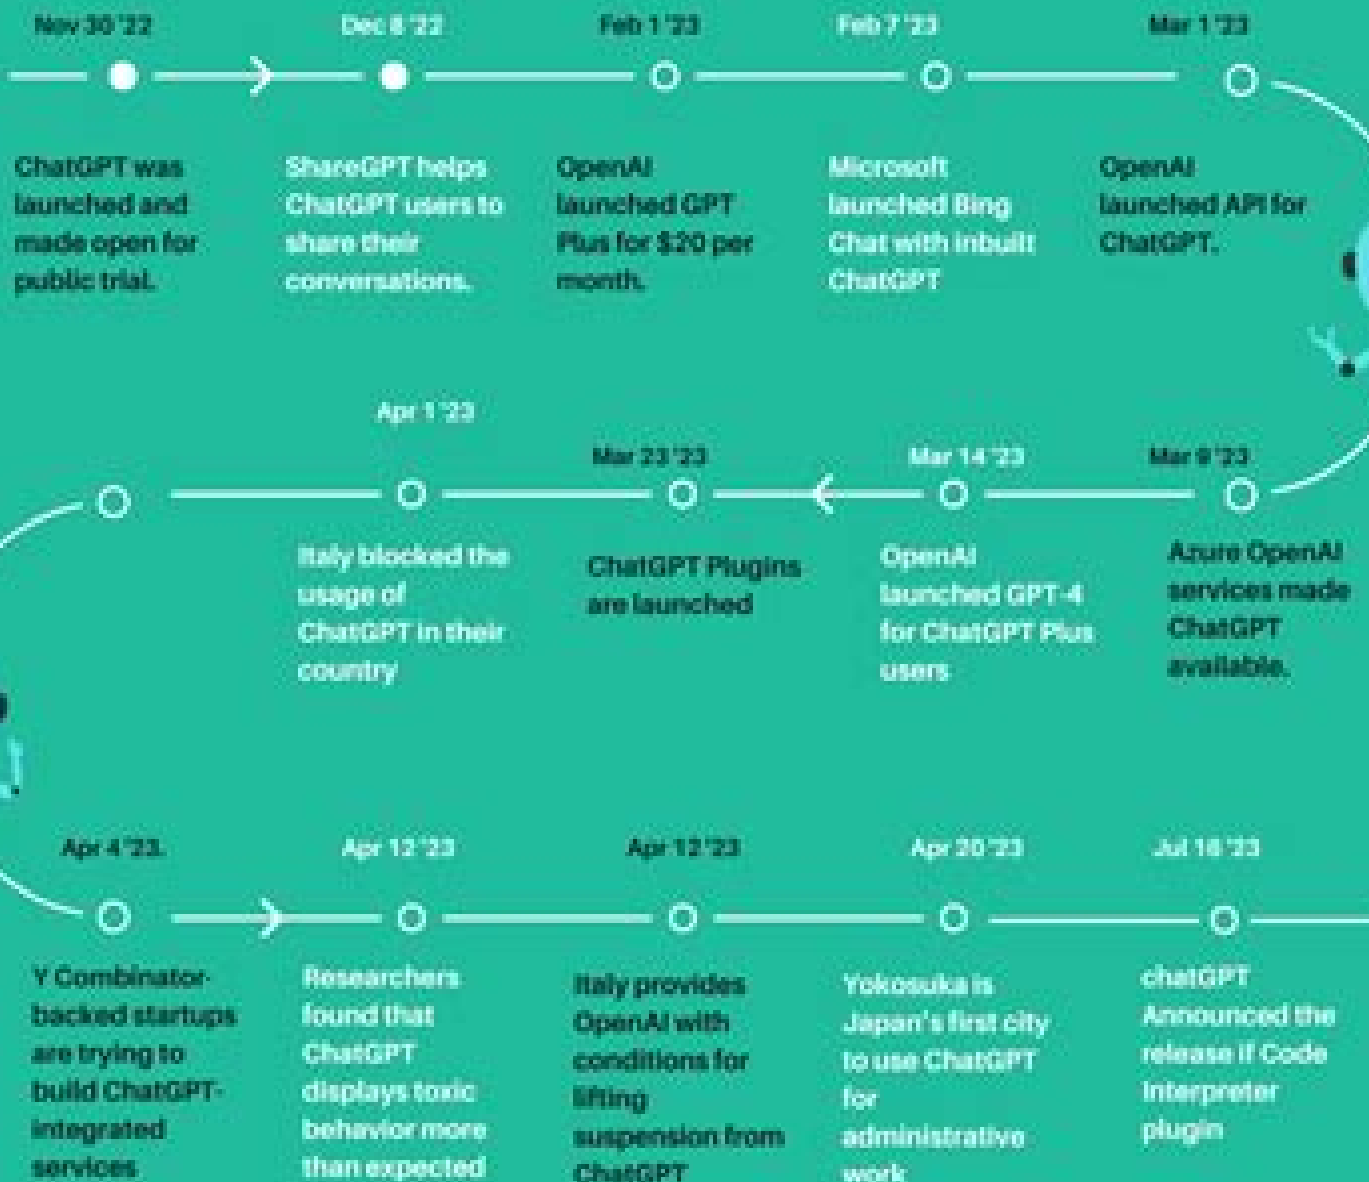 Nov 30 '22
Dec 8 '22
Feb 1 '23
Feb 7 '23
Mar 1 '23
ChatGPT was
launched and
made open for
public trial.
ShareGPT helps
ChatGPT users to
share their
conversations.
OpenAI
launched GPT
Plus for $20 per
month.
Microsoft
launched Bing
Chat with inbuilt
ChatGPT
OpenAI
launched API for
ChatGPT.
Mar 9 '23
Azure OpenAI
services made
ChatGPT
available.
Mar 14 '23
OpenAI
launched GPT-4
for ChatGPT Plus
users
Mar 23 '23
ChatGPT Plugins
are launched
Apr 1 '23
Italy blocked the
usage of
ChatGPT in their
country
Apr 4 '23.
Y Combinator-
backed startups
are trying to
build ChatGPT-
integrated
services
Apr 12 '23
Researchers
found that
ChatGPT
displays toxic
behavior more
than expected
Apr 12 '23
Italy provides
OpenAI with
conditions for
lifting
suspension from
ChatGPT
Apr 20 '23
Yokosuka is
Japan's first city
to use ChatGPT
for
administrative
work
Jul '23
chatGPT
Announced the
release if Code
Interpreter
plugin